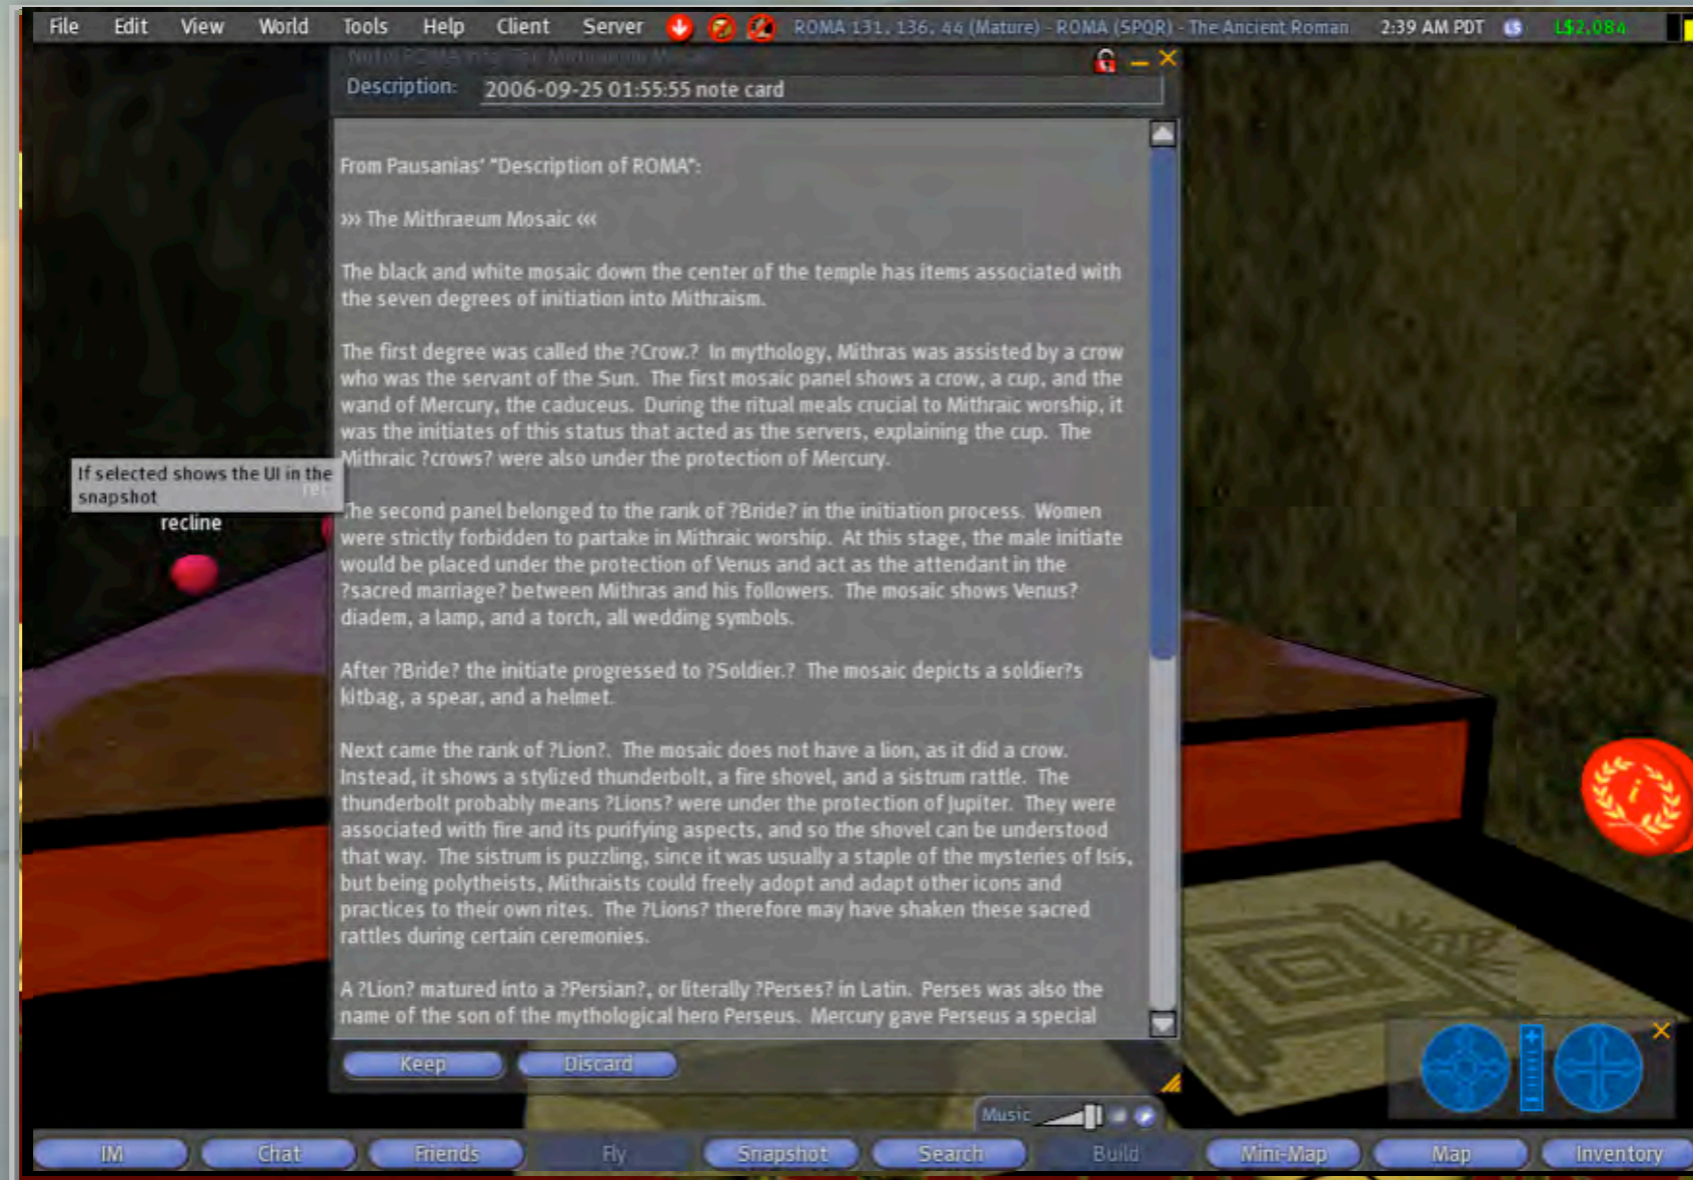 File Edit View World Tools Help Client Server ROMA 131, 136, 44 (Mature) - ROMA (SPQR) - The Ancient Roman 2:39 AM PDT LS L$2,084
Description: 2006-09-25 01:55:55 note card
From Pausanias' "Description of ROMA":
››› The Mithraeum Mosaic ‹‹‹
The black and white mosaic down the center of the temple has items associated with
the seven degrees of initiation into Mithraism.
The first degree was called the ?Crow.? In mythology, Mithras was assisted by a crow
who was the servant of the Sun. The first mosaic panel shows a crow, a cup, and the
wand of Mercury, the caduceus. During the ritual meals crucial to Mithraic worship, it
was the initiates of this status that acted as the servers, explaining the cup. The
Mithraic ?crows? were also under the protection of Mercury.
If selected shows the UI in the
snapshot
recline
The second panel belonged to the rank of ?Bride? in the initiation process. Women
were strictly forbidden to partake in Mithraic worship. At this stage, the male initiate
would be placed under the protection of Venus and act as the attendant in the
?sacred marriage? between Mithras and his followers. The mosaic shows Venus?
diadem, a lamp, and a torch, all wedding symbols.
After ?Bride? the initiate progressed to ?Soldier.? The mosaic depicts a soldier?s
kitbag, a spear, and a helmet.
Next came the rank of ?Lion?. The mosaic does not have a lion, as it did a crow.
Instead, it shows a stylized thunderbolt, a fire shovel, and a sistrum rattle. The
thunderbolt probably means ?Lions? were under the protection of Jupiter. They were
associated with fire and its purifying aspects, and so the shovel can be understood
that way. The sistrum is puzzling, since it was usually a staple of the mysteries of Isis,
but being polytheists, Mithraists could freely adopt and adapt other icons and
practices to their own rites. The ?Lions? therefore may have shaken these sacred
rattles during certain ceremonies.
A ?Lion? matured into a ?Persian?, or literally ?Perses? in Latin. Perses was also the
name of the son of the mythological hero Perseus. Mercury gave Perseus a special
Keep Discard
Music
IM Chat Friends Fly Snapshot Search Build Mini-Map Map Inventory